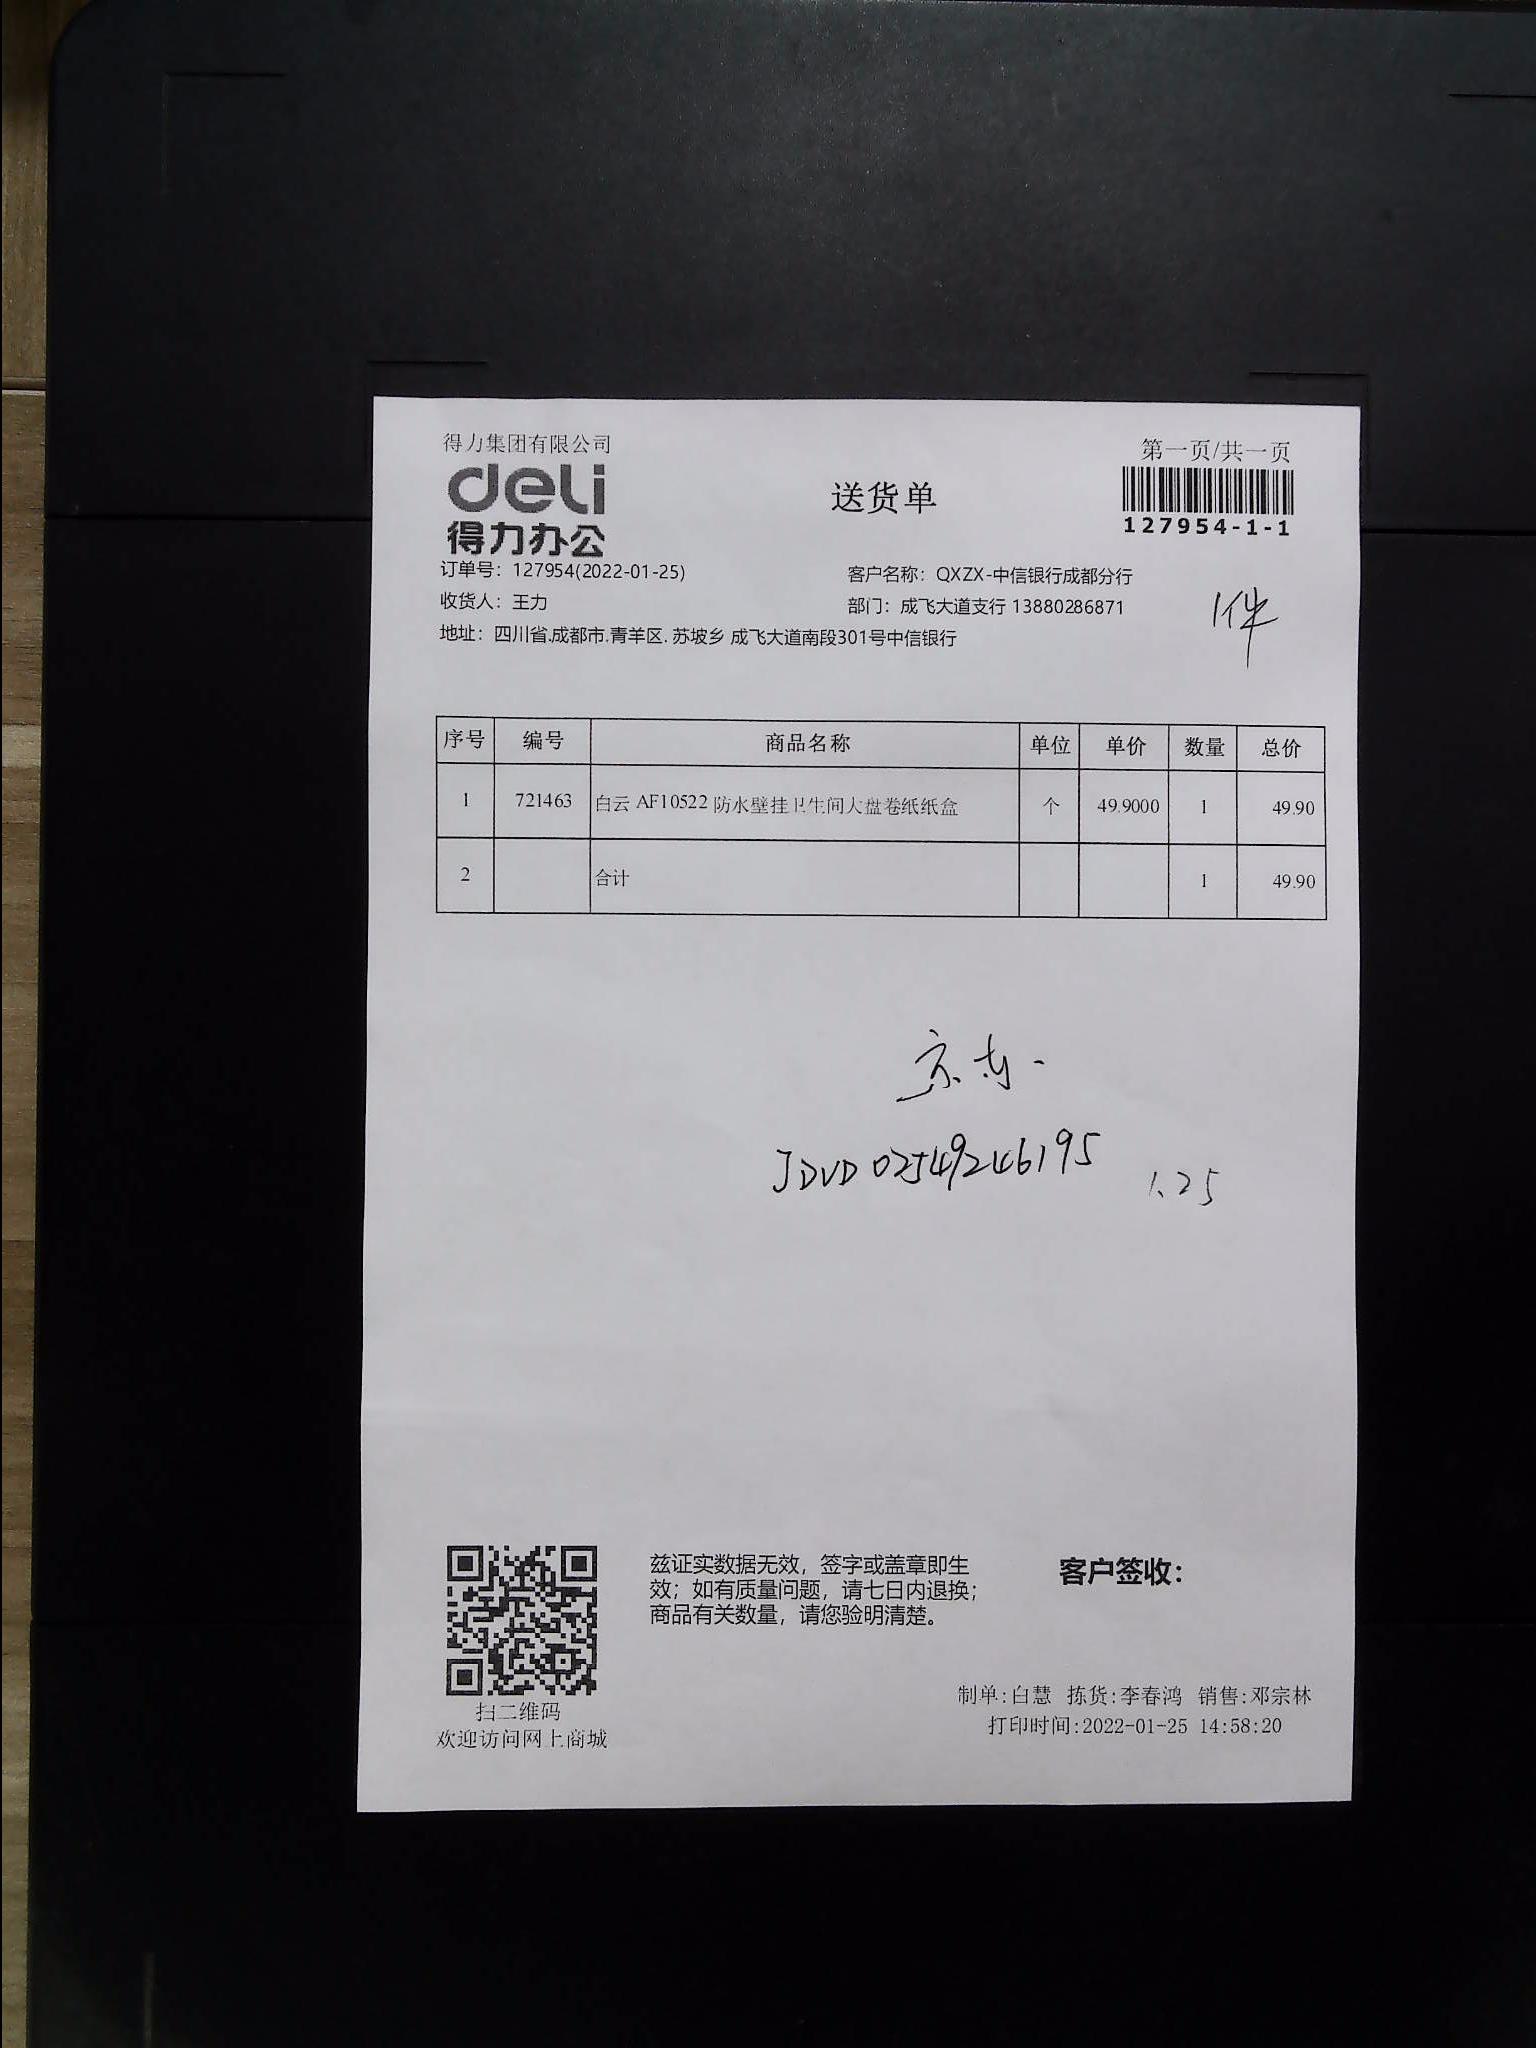 得力集团有限公司
deli
得力办公
送货单
第一页/共一页
127954-1-1
订单号：127954(2022-01-25)
客户名称：QXZX-中信银行成都分行
收货人：王力
部门：成飞大道支行 13880286871
地址：四川省.成都市.青羊区. 苏坡乡 成飞大道南段301号中信银行
1件
序号 编号 商品名称 单位 单价 数量 总价
1 721463 白云 AF10522 防水壁挂卫生间大盘卷纸纸盒 个 49.9000 1 49.90
2 合计 1 49.90
京东
JDVD02549246195
1.25
兹证实数据无效，签字或盖章即生
效；如有质量问题，请七日内退换；
商品有关数量，请您验明清楚。
客户签收：
扫二维码
欢迎访问网上商城
制单:白慧 拣货:李春鸿 销售:邓宗林
打印时间:2022-01-25 14:58:20